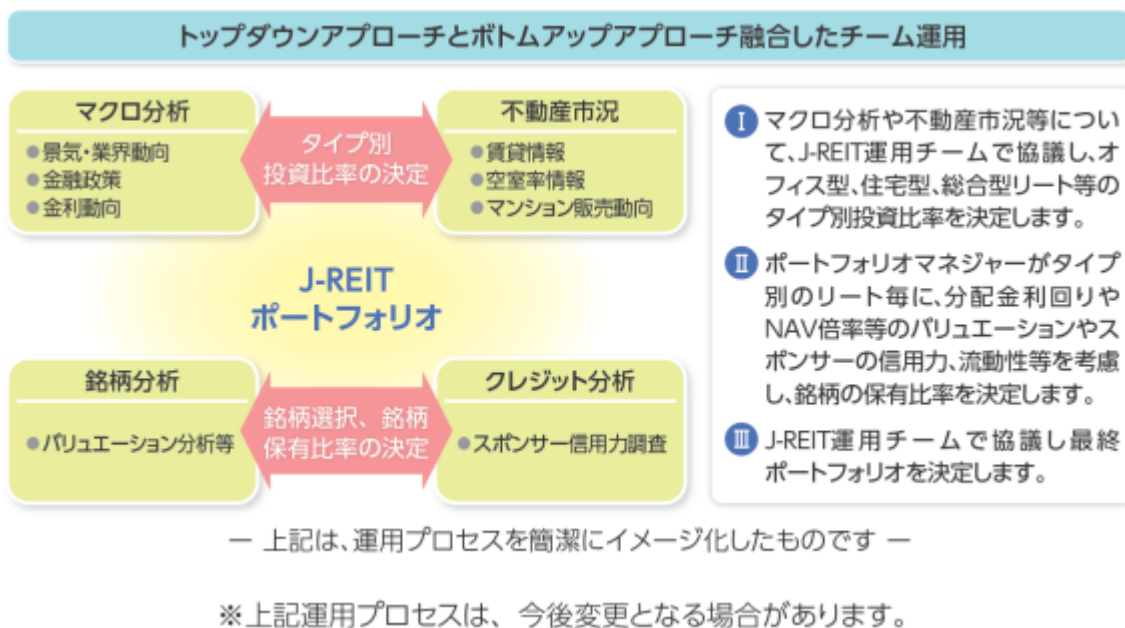 トップダウンアプローチとボトムアップアプローチ融合したチーム運用
マクロ分析
●景気・業界動向
●金融政策
●金利動向
タイプ別
投資比率の決定
不動産市況
●賃貸情報
●空室率情報
●マンション販売動向
J-REIT
ポートフォリオ
銘柄分析
●バリュエーション分析等
銘柄選択、銘柄
保有比率の決定
クレジット分析
●スポンサー信用力調査
Ⅰ マクロ分析や不動産市況等につい
て、J-REIT運用チームで協議し、オ
フィス型、住宅型、総合型リート等の
タイプ別投資比率を決定します。
Ⅱ ポートフォリオマネジャーがタイプ
別のリート毎に、分配金利回りや
NAV倍率等のバリュエーションやス
ポンサーの信用力、流動性等を考慮
し、銘柄の保有比率を決定します。
Ⅲ J-REIT運用チームで協議し最終
ポートフォリオを決定します。
― 上記は、運用プロセスを簡潔にイメージ化したものです ―
※上記運用プロセスは、今後変更となる場合があります。